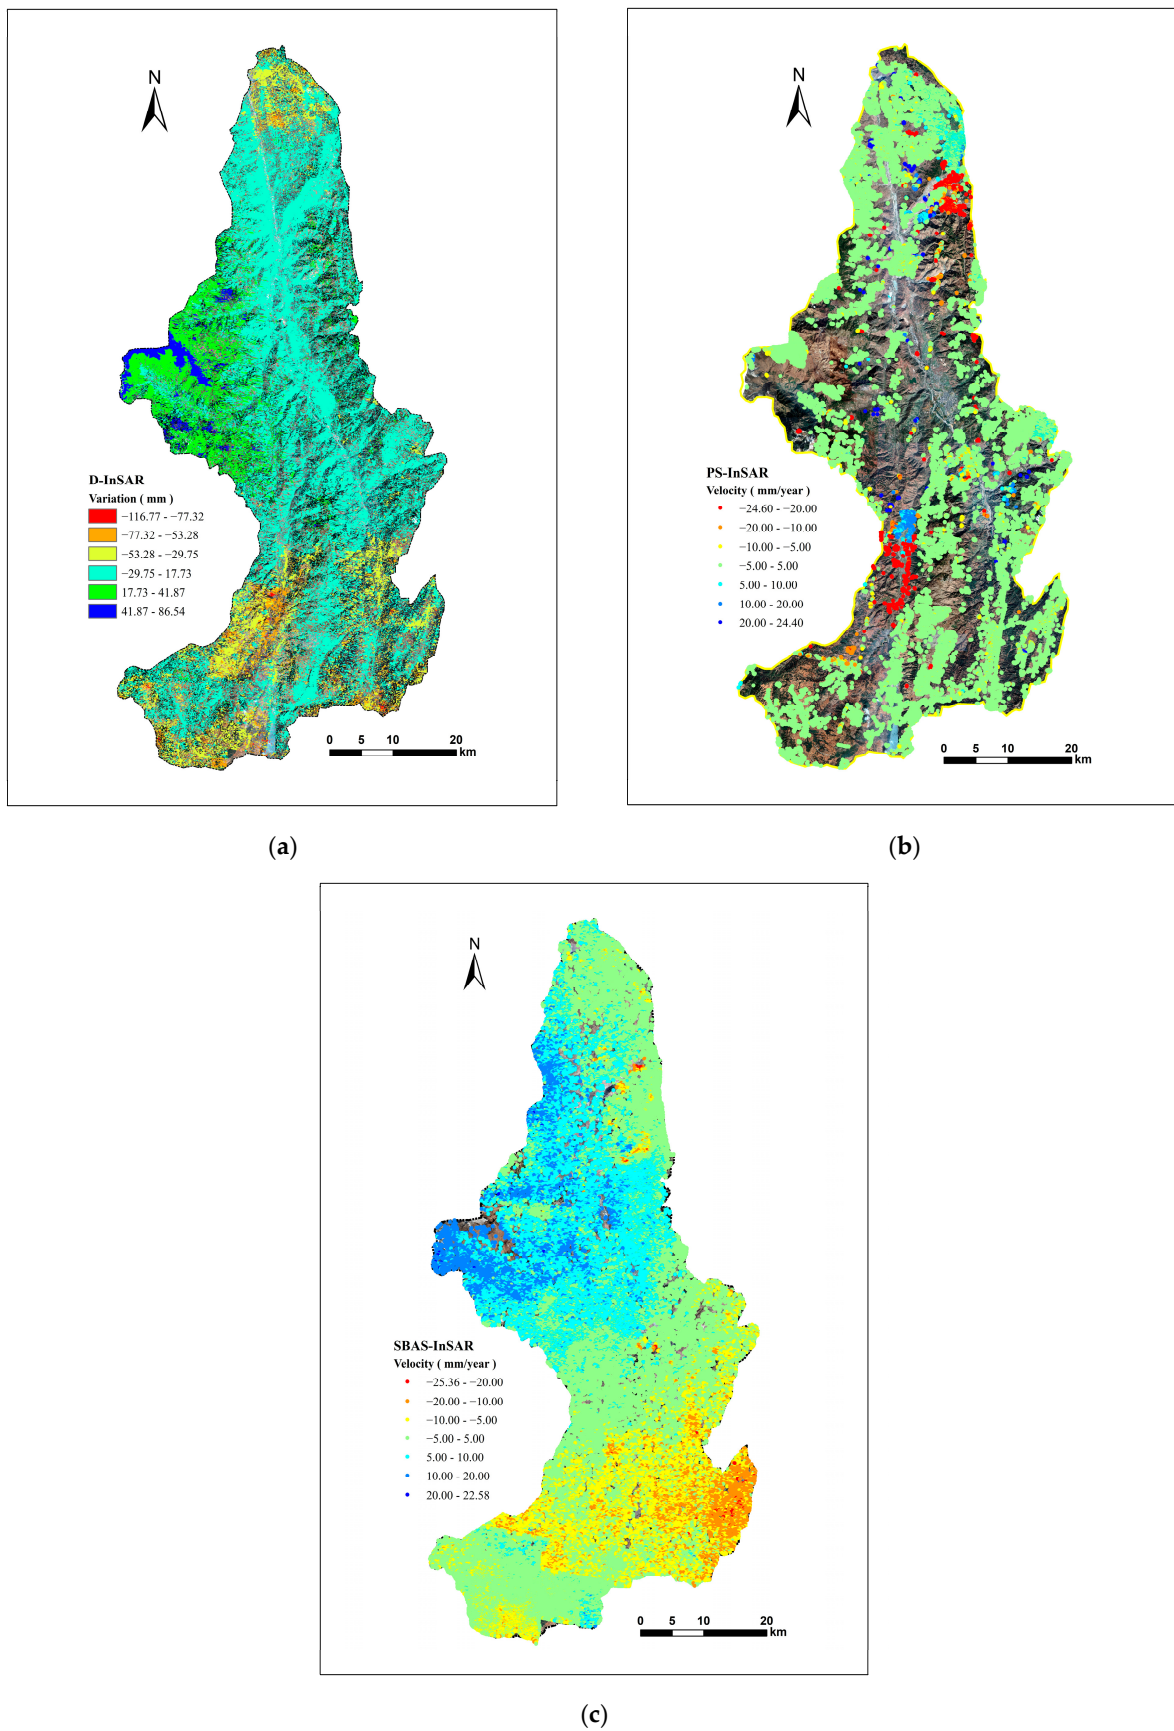 N
D-InSAR
Variation ( mm )
−116.77 - −77.32
−77.32 - −53.28
−53.28 - −29.75
−29.75 - 17.73
17.73 - 41.87
41.87 - 86.54
0 5 10 20
km
(a)
N
PS-InSAR
Velocity ( mm/year )
−24.60 - −20.00
−20.00 - −10.00
−10.00 - −5.00
−5.00 - 5.00
5.00 - 10.00
10.00 - 20.00
20.00 - 24.40
0 5 10 20
km
(b)
N
SBAS-InSAR
Velocity ( mm/year )
−25.36 - −20.00
−20.00 - −10.00
−10.00 - −5.00
−5.00 - 5.00
5.00 - 10.00
10.00 - 20.00
20.00 - 22.58
0 5 10 20
km
(c)